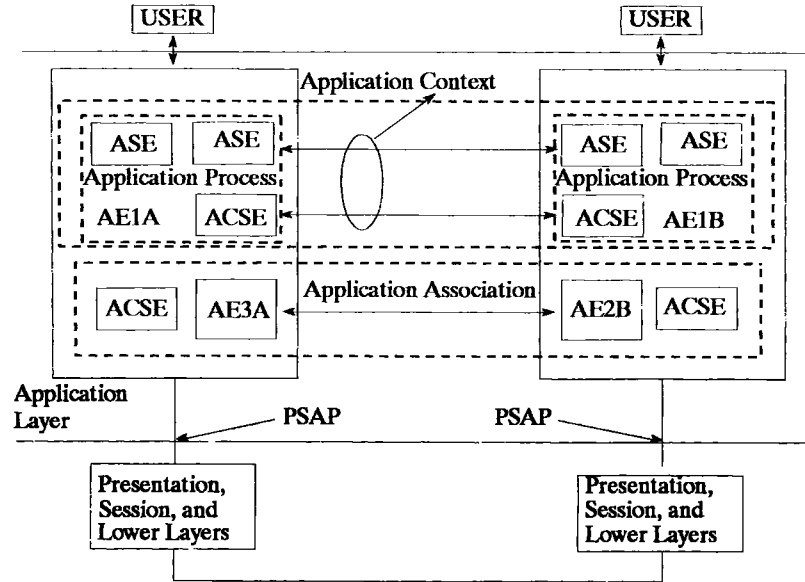 USER
USER
Application Context
ASE
ASE
ASE
ASE
Application Process
Application Process
AE1A
ACSE
ACSE
AE1B
Application Association
ACSE
AE3A
AE2B
ACSE
Application
Layer
PSAP
PSAP
Presentation,
Session, and
Lower Layers
Presentation,
Session, and
Lower Layers